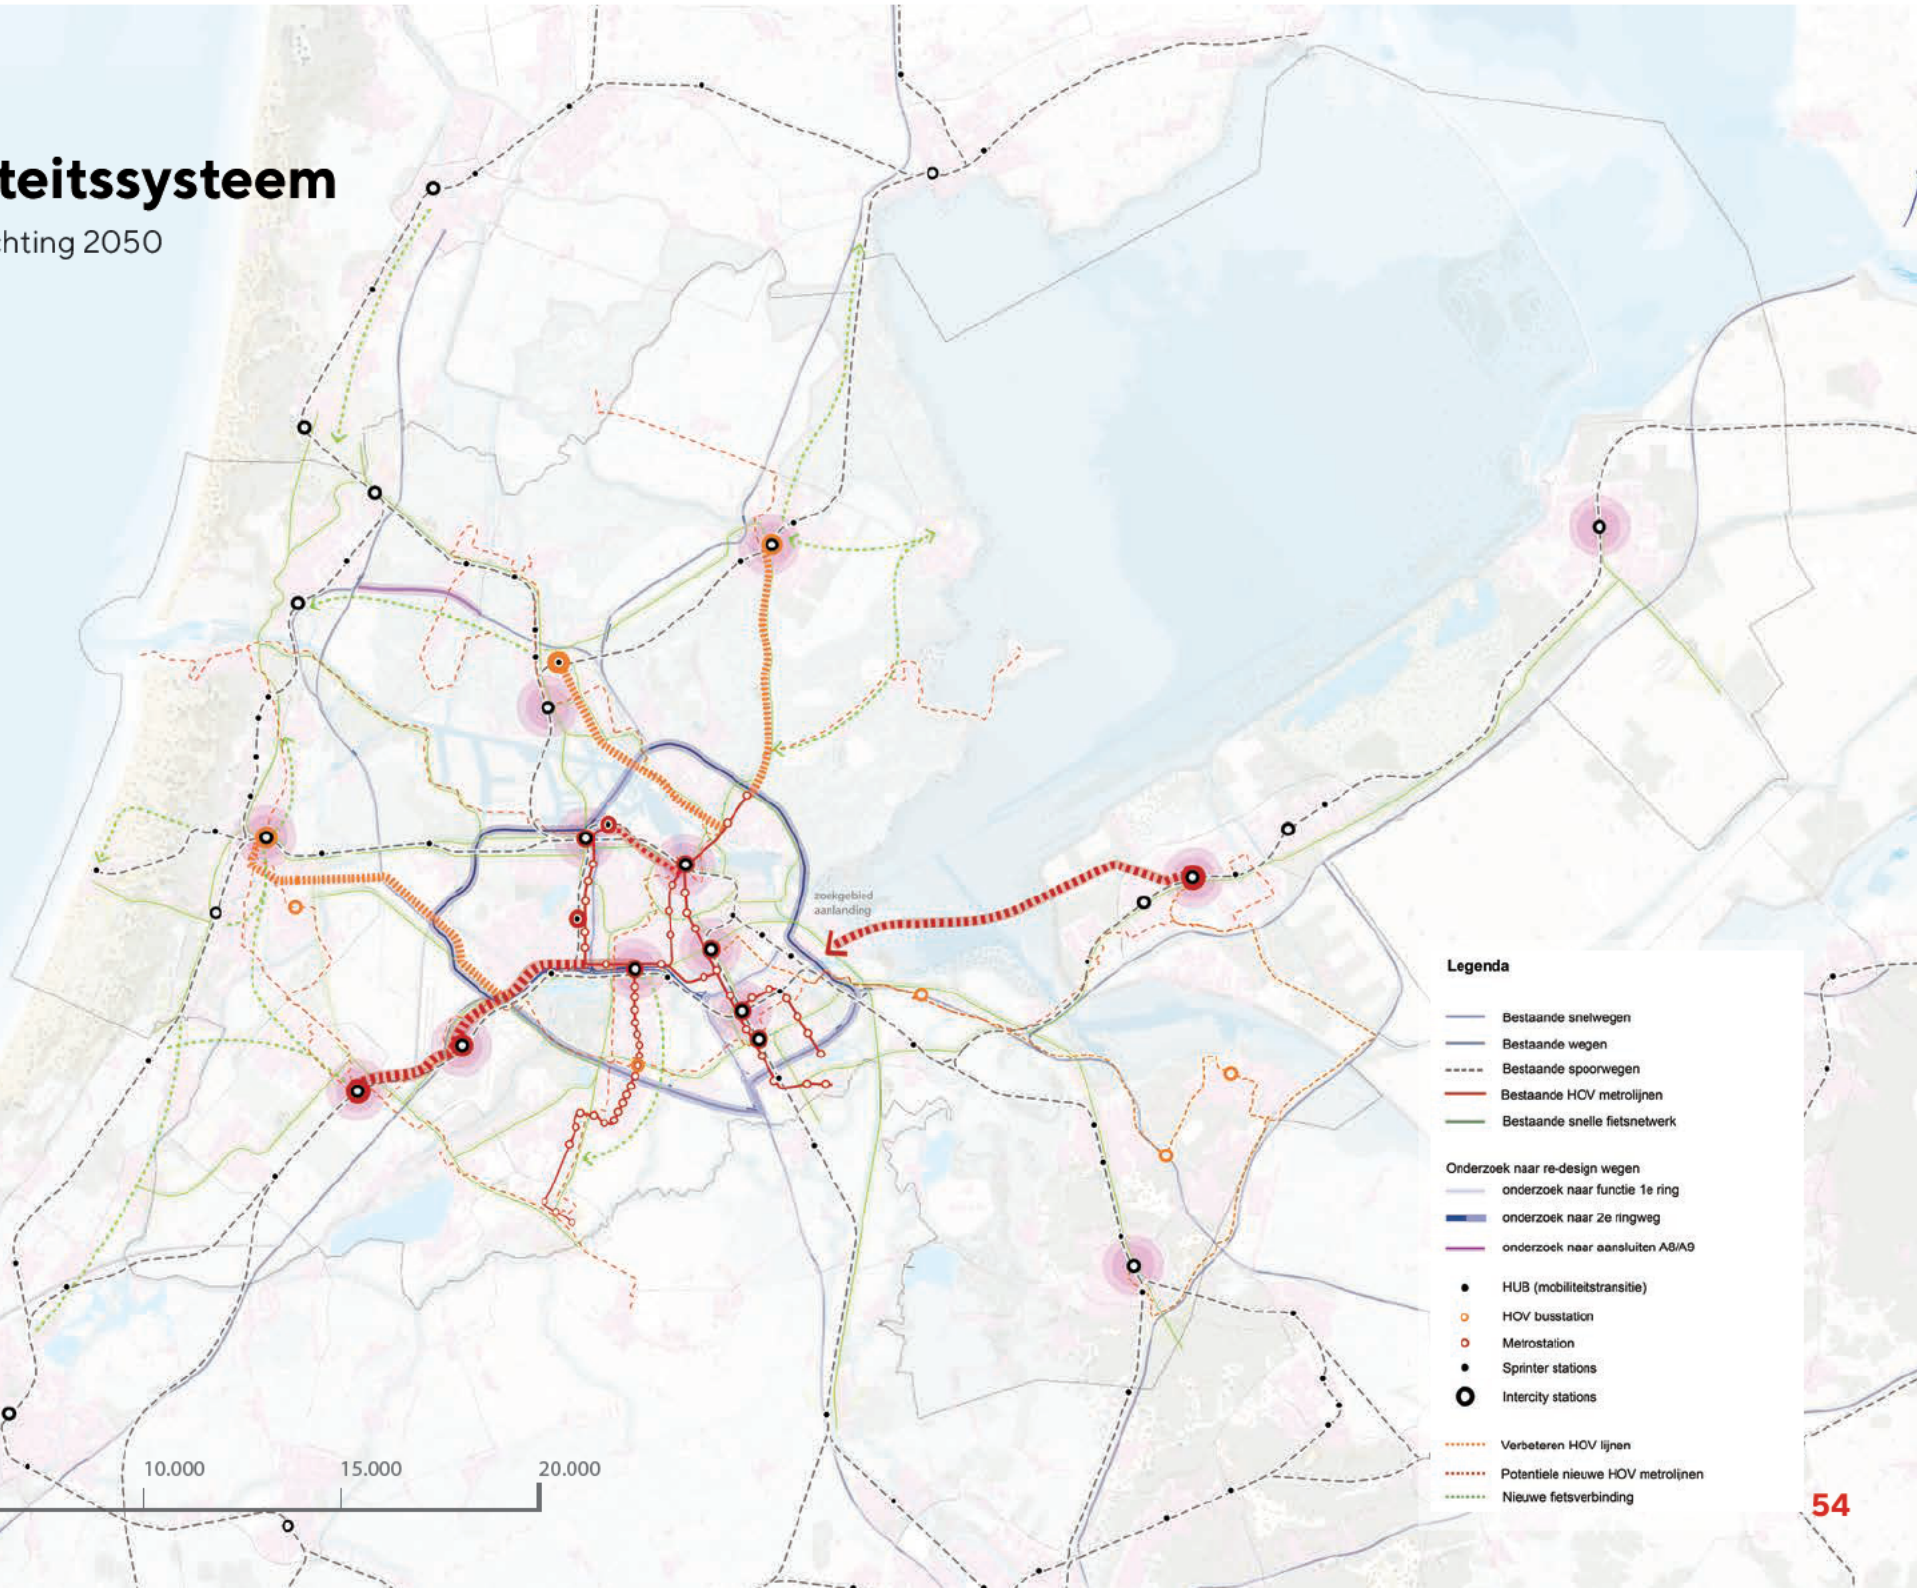 teitssysteem
chting 2050
zoekgebied
aanlanding
Legenda
Bestaande snelwegen
Bestaande wegen
Bestaande spoorwegen
Bestaande HOV metrolijnen
Bestaande snelle fietsnetwerk
Onderzoek naar re-design wegen
onderzoek naar functie 1e ring
onderzoek naar 2e ringweg
onderzoek naar aansluiten A8/A9
HUB (mobiliteitstransitie)
HOV busstation
Metrostation
Sprinter stations
Intercity stations
Verbeteren HOV lijnen
Potentiele nieuwe HOV metrolijnen
Nieuwe fietsverbinding
10.000
15.000
20.000
54